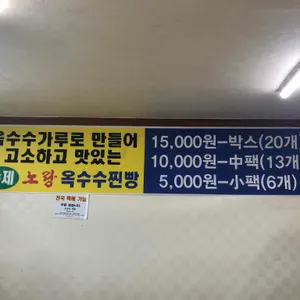 옥수수가루로 만들어
고소하고 맛있는
제 노랑 옥수수찐빵
15,000원-박스(20개)
10,000원-中팩(13개
5,000원-小팩(6개)
전국 택배 가능